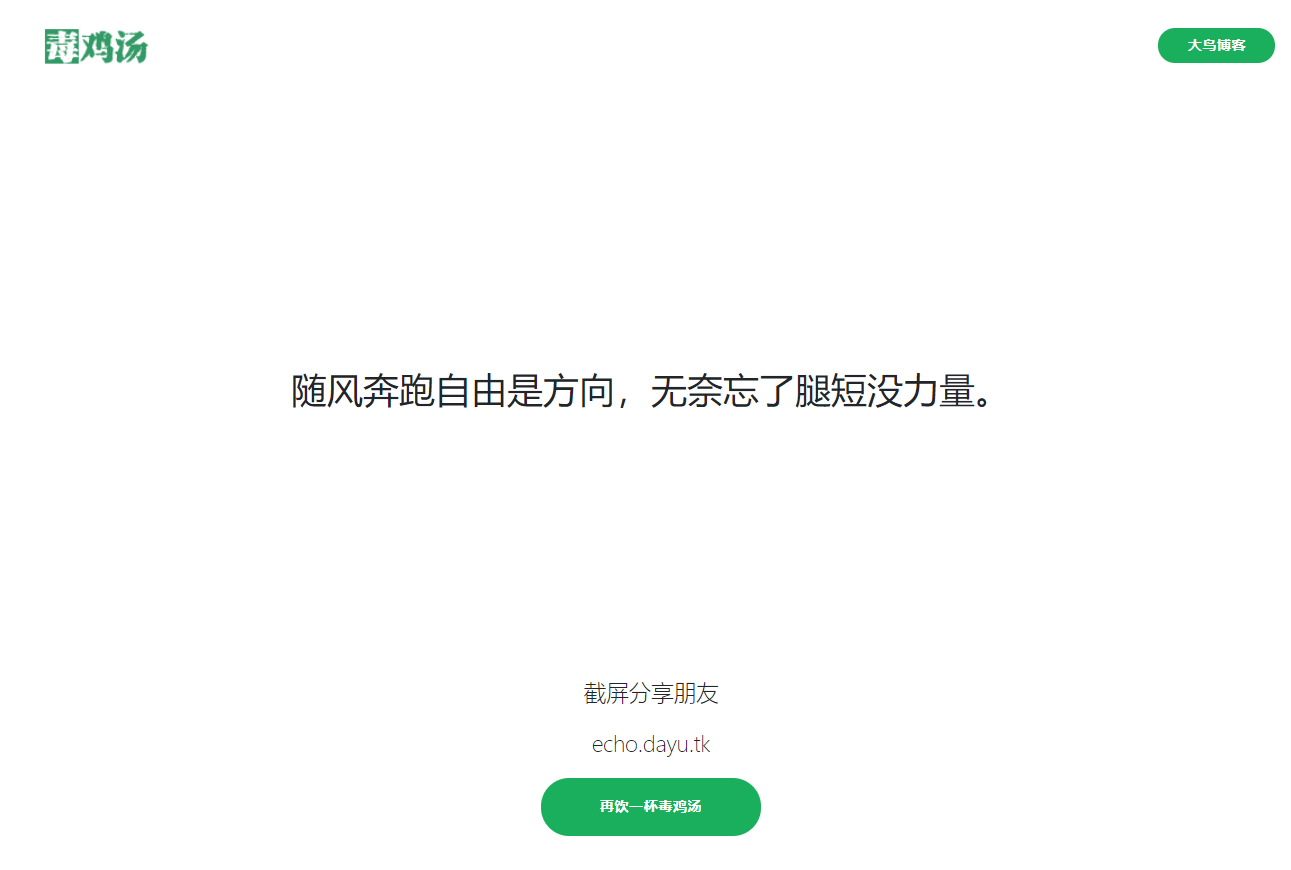 毒鸡汤
大鸟博客
随风奔跑自由是方向，无奈忘了腿短没力量。
截屏分享朋友
echo.dayu.tk
再饮一杯毒鸡汤